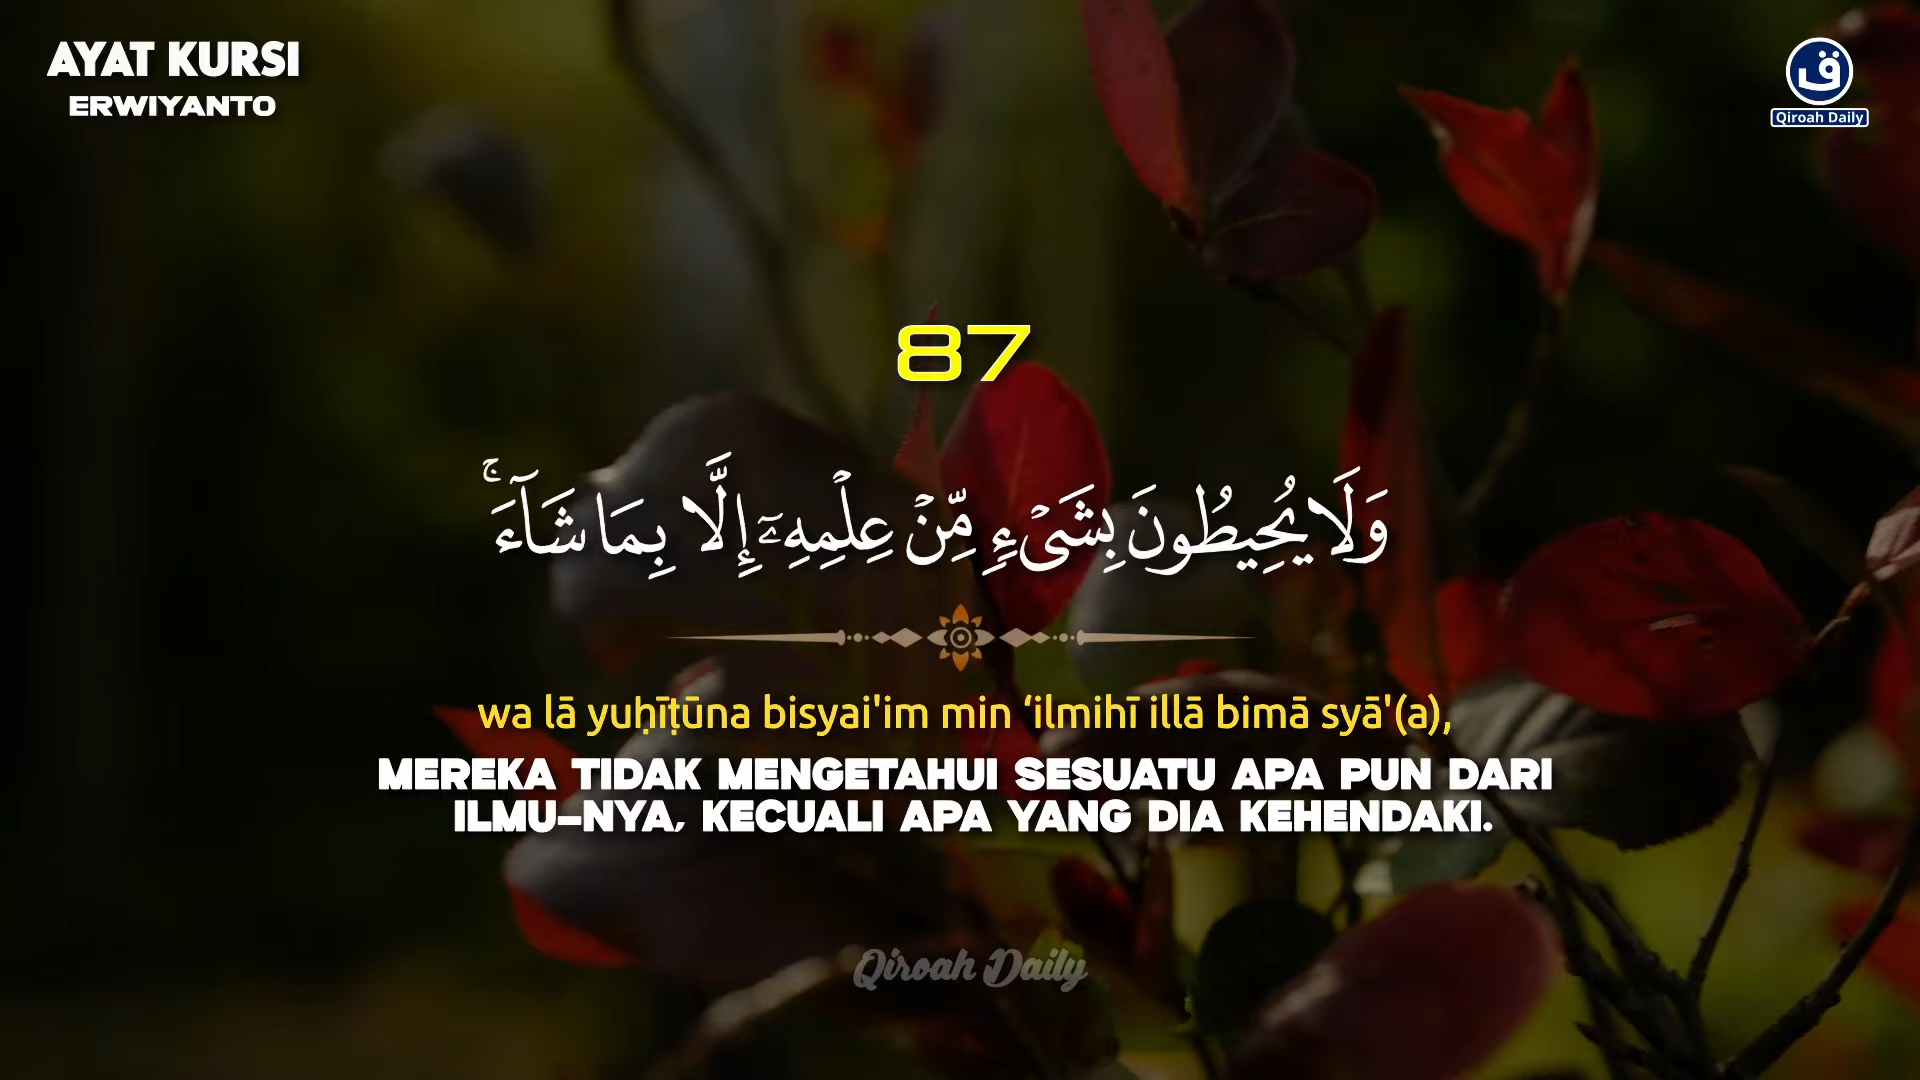 AYAT KURSI
ERWIYANTO
ق
Qiroah Daily
87
وَلَا يُحِيطُونَ بِشَىْءٍ مِّنْ عِلْمِهِۦٓ إِلَّا بِمَا شَآءَ ۚ
wa lā yuḥīṭūna bisyai'im min ‘ilmihī illā bimā syā'(a),
MEREKA TIDAK MENGETAHUI SESUATU APA PUN DARI
ILMU-NYA, KECUALI APA YANG DIA KEHENDAKI.
Qiroah Daily